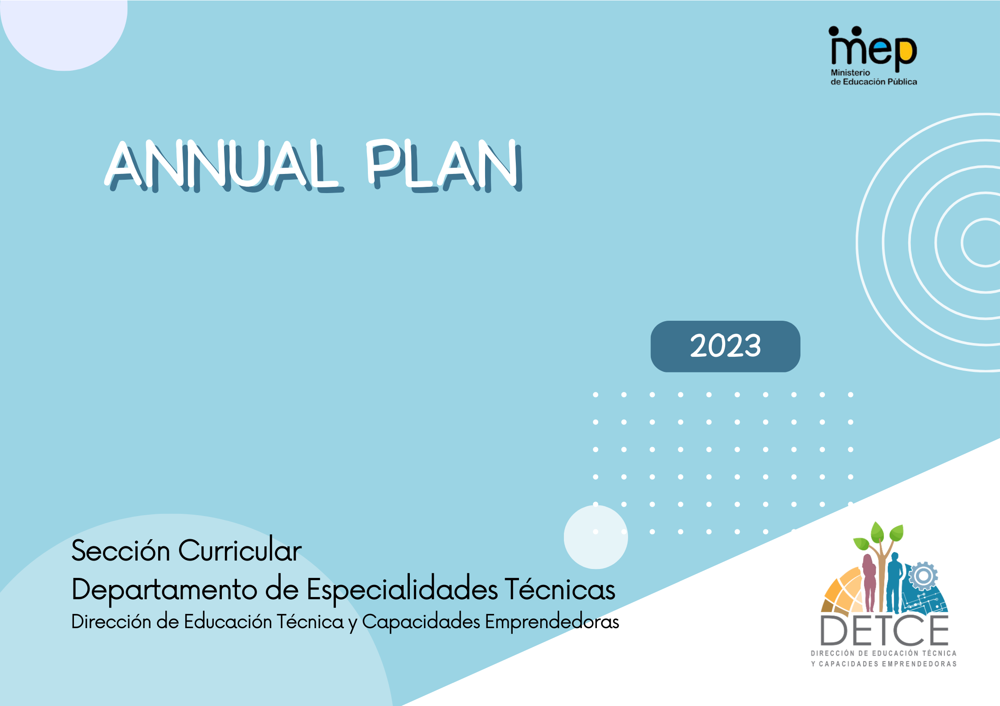 mep
Ministerio
de Educación Pública
ANNUAL PLAN
2023
Sección Curricular
Departamento de Especialidades Técnicas
Dirección de Educación Técnica y Capacidades Emprendedoras
DETCE
DIRECCIÓN DE EDUCACIÓN TÉCNICA
Y CAPACIDADES EMPRENDEDORAS